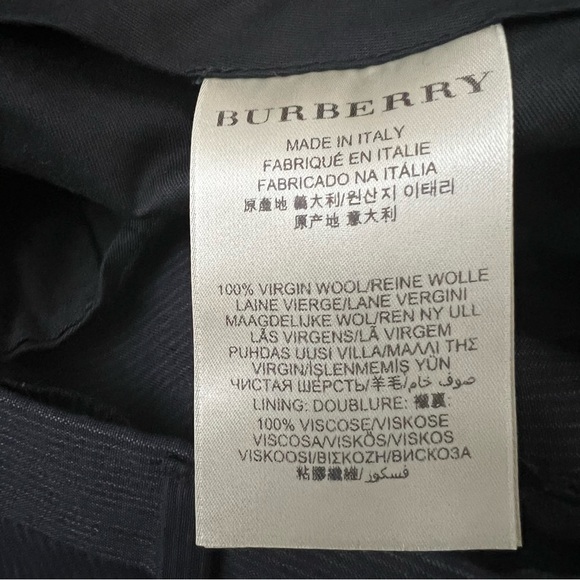 BURBERRY
MADE IN ITALY
FABRIQUÉ EN ITALIE
FABRICADO NA ITÁLIA
原產地 義大利/원산지 이태리
原产地 意大利
100% VIRGIN WOOL/REINE WOLLE
LAINE VIERGE/LANE VERGINI
MAAGDELIJKE WOL/REN NY ULL
LÃS VIRGENS/LÃ VIRGEM
PUHDAS UUSI VILLA/ΜΑΛΛΙ ΤΗΣ
VIRGIN/İŞLENMEMİŞ YÜN
ЧИСТАЯ ШЕРСТЬ/羊毛/صوف خام/
LINING: DOUBLURE: 襯裏:
100% VISCOSE/VISKOSE
VISCOSA/VISKÓS/VISKOS
VISKOOSI/ΒΙΣΚΟΖΗ/ВИСКОЗА
粘膠纖維/فسكوز/